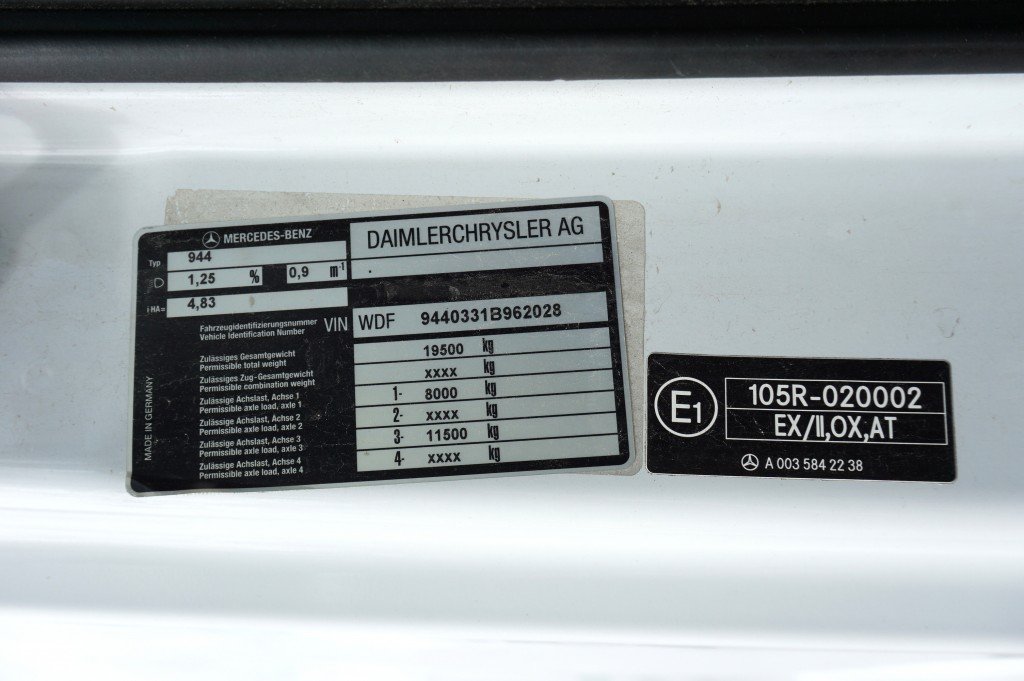 MERCEDES-BENZ
DAIMLERCHRYSLER AG
Typ 944
1,25 % 0,9 m⁻¹
i HA= 4,83
Fahrzeugidentifizierungsnummer
Vehicle Identification Number
VIN WDF 9440331B962028
Zulässiges Gesamtgewicht
Permissible total weight
19500 kg
Zulässiges Zug-Gesamtgewicht
Permissible combination weight
xxxx kg
Zulässige Achslast, Achse 1
Permissible axle load, axle 1
1- 8000 kg
Zulässige Achslast, Achse 2
Permissible axle load, axle 2
2- xxxx kg
Zulässige Achslast, Achse 3
Permissible axle load, axle 3
3- 11500 kg
Zulässige Achslast, Achse 4
Permissible axle load, axle 4
4- xxxx kg
MADE IN GERMANY
E1
105R-020002
EX/II,OX,AT
A 003 584 22 38